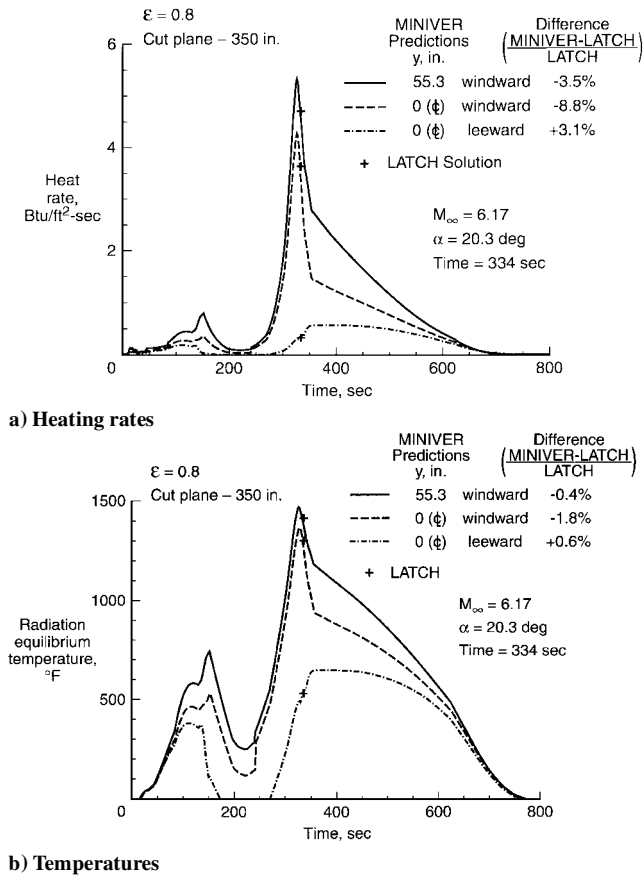 ε = 0.8
Cut plane – 350 in.
MINIVER
Predictions
y, in.
Difference
(MINIVER-LATCH
LATCH)
55.3 windward -3.5%
0 (℄) windward -8.8%
0 (℄) leeward +3.1%
+ LATCH Solution
M∞ = 6.17
α = 20.3 deg
Time = 334 sec
Heat
rate,
Btu/ft²-sec
6
4
2
0 200 400 600 800
Time, sec
a) Heating rates
ε = 0.8
Cut plane – 350 in.
MINIVER
Predictions
y, in.
Difference
(MINIVER-LATCH
LATCH)
55.3 windward -0.4%
0 (℄) windward -1.8%
0 (℄) leeward +0.6%
+ LATCH
M∞ = 6.17
α = 20.3 deg
Time = 334 sec
Radiation
equilibrium
temperature,
°F
1500
1000
500
0 200 400 600 800
Time, sec
b) Temperatures